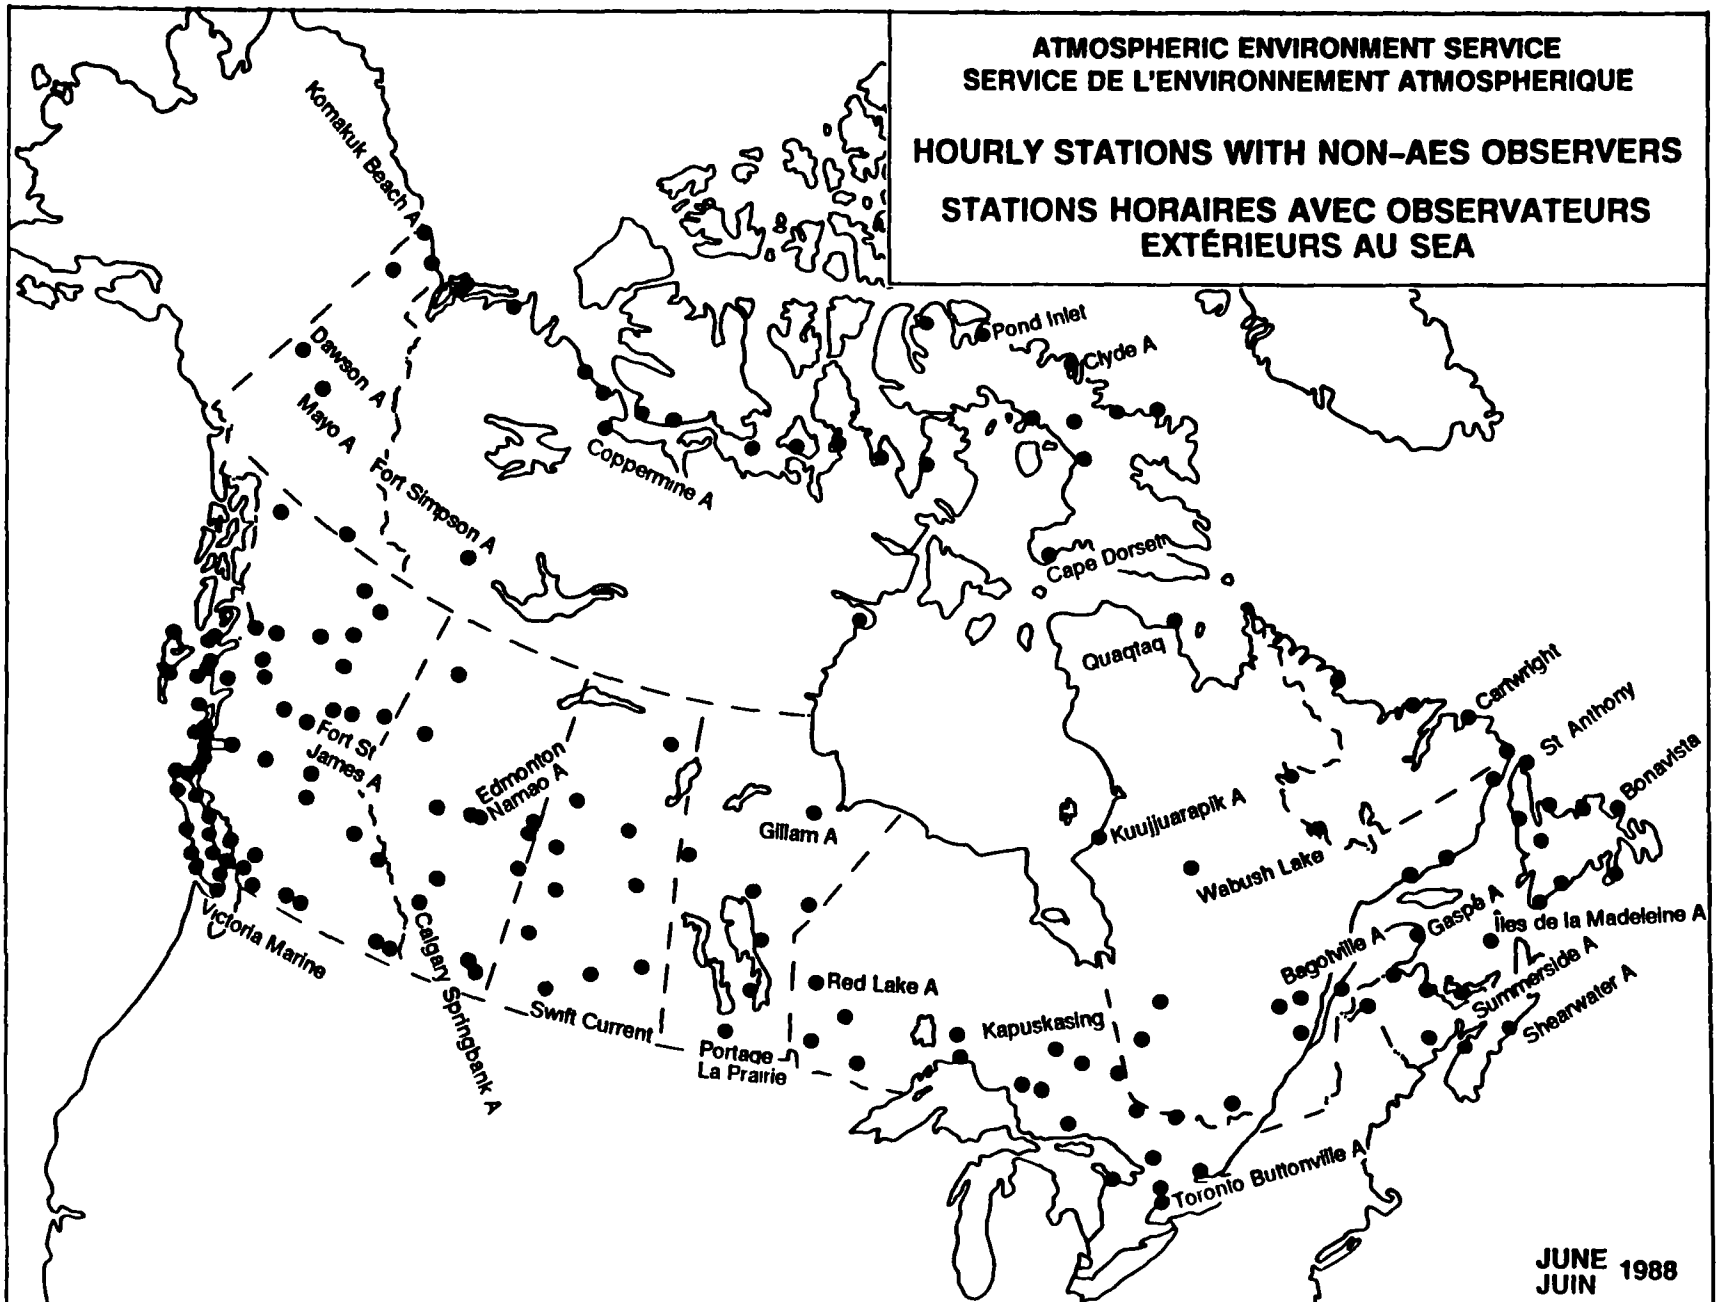 ATMOSPHERIC ENVIRONMENT SERVICE
SERVICE DE L'ENVIRONNEMENT ATMOSPHERIQUE
HOURLY STATIONS WITH NON-AES OBSERVERS
STATIONS HORAIRES AVEC OBSERVATEURS
EXTÉRIEURS AU SEA
Komakuk Beach A
Pond Inlet
Clyde A
Dawson A
Mayo A
Fort Simpson A
Coppermine A
Cape Dorset
Quaqtaq
Cartwright
St Anthony
Bonavista
Fort St
James A
Edmonton
Namao A
Gillam A
Kuujjuarapik A
Wabush Lake
Gaspé A
Îles de la Madeleine A
Bagotville A
Summerside A
Shearwater A
Victoria Marine
Calgary Springbank A
Swift Current
Red Lake A
Kapuskasing
Portage
La Prairie
Toronto Buttonville A
JUNE
JUIN
1988